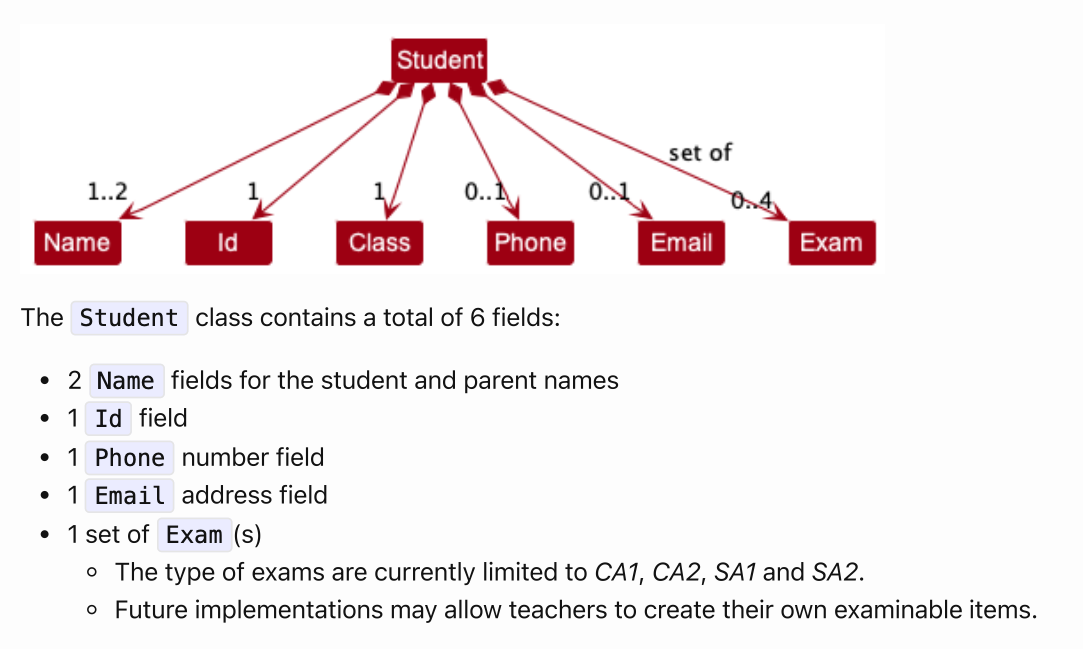 Student
set of
1..2 1 1 0..1 0..1 0..4
Name Id Class Phone Email Exam
The Student class contains a total of 6 fields:
• 2 Name fields for the student and parent names
• 1 Id field
• 1 Phone number field
• 1 Email address field
• 1 set of Exam (s)
◦ The type of exams are currently limited to CA1, CA2, SA1 and SA2.
◦ Future implementations may allow teachers to create their own examinable items.